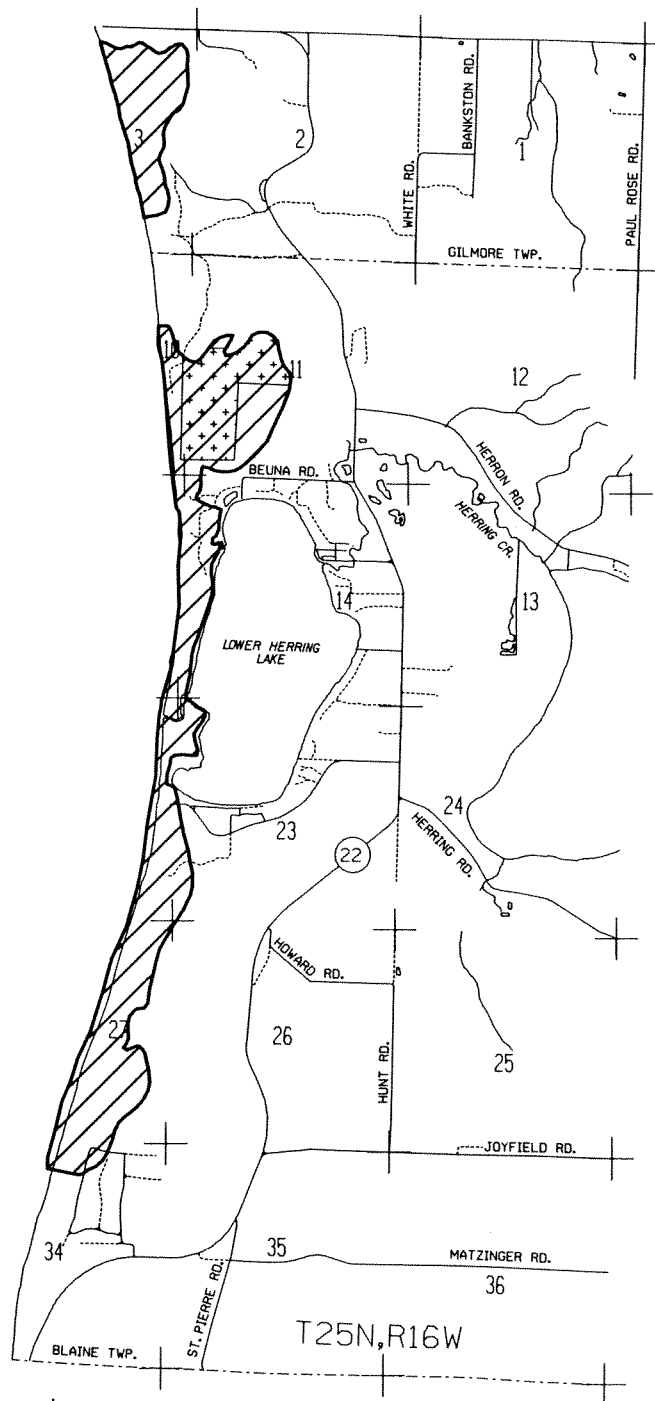 3
2
BANKSTON RD.
1
WHITE RD.
PAUL ROSE RD.
GILMORE TWP.
10
11
12
BEUNA RD.
HERRON RD.
HERRING CR.
14
13
LOWER HERRING
LAKE
23
24
22
HERRING RD.
HOWARD RD.
27
26
HUNT RD.
25
JOYFIELD RD.
34
35
ST. PIERRE RD.
MATZINGER RD.
36
T25N,R16W
BLAINE TWP.